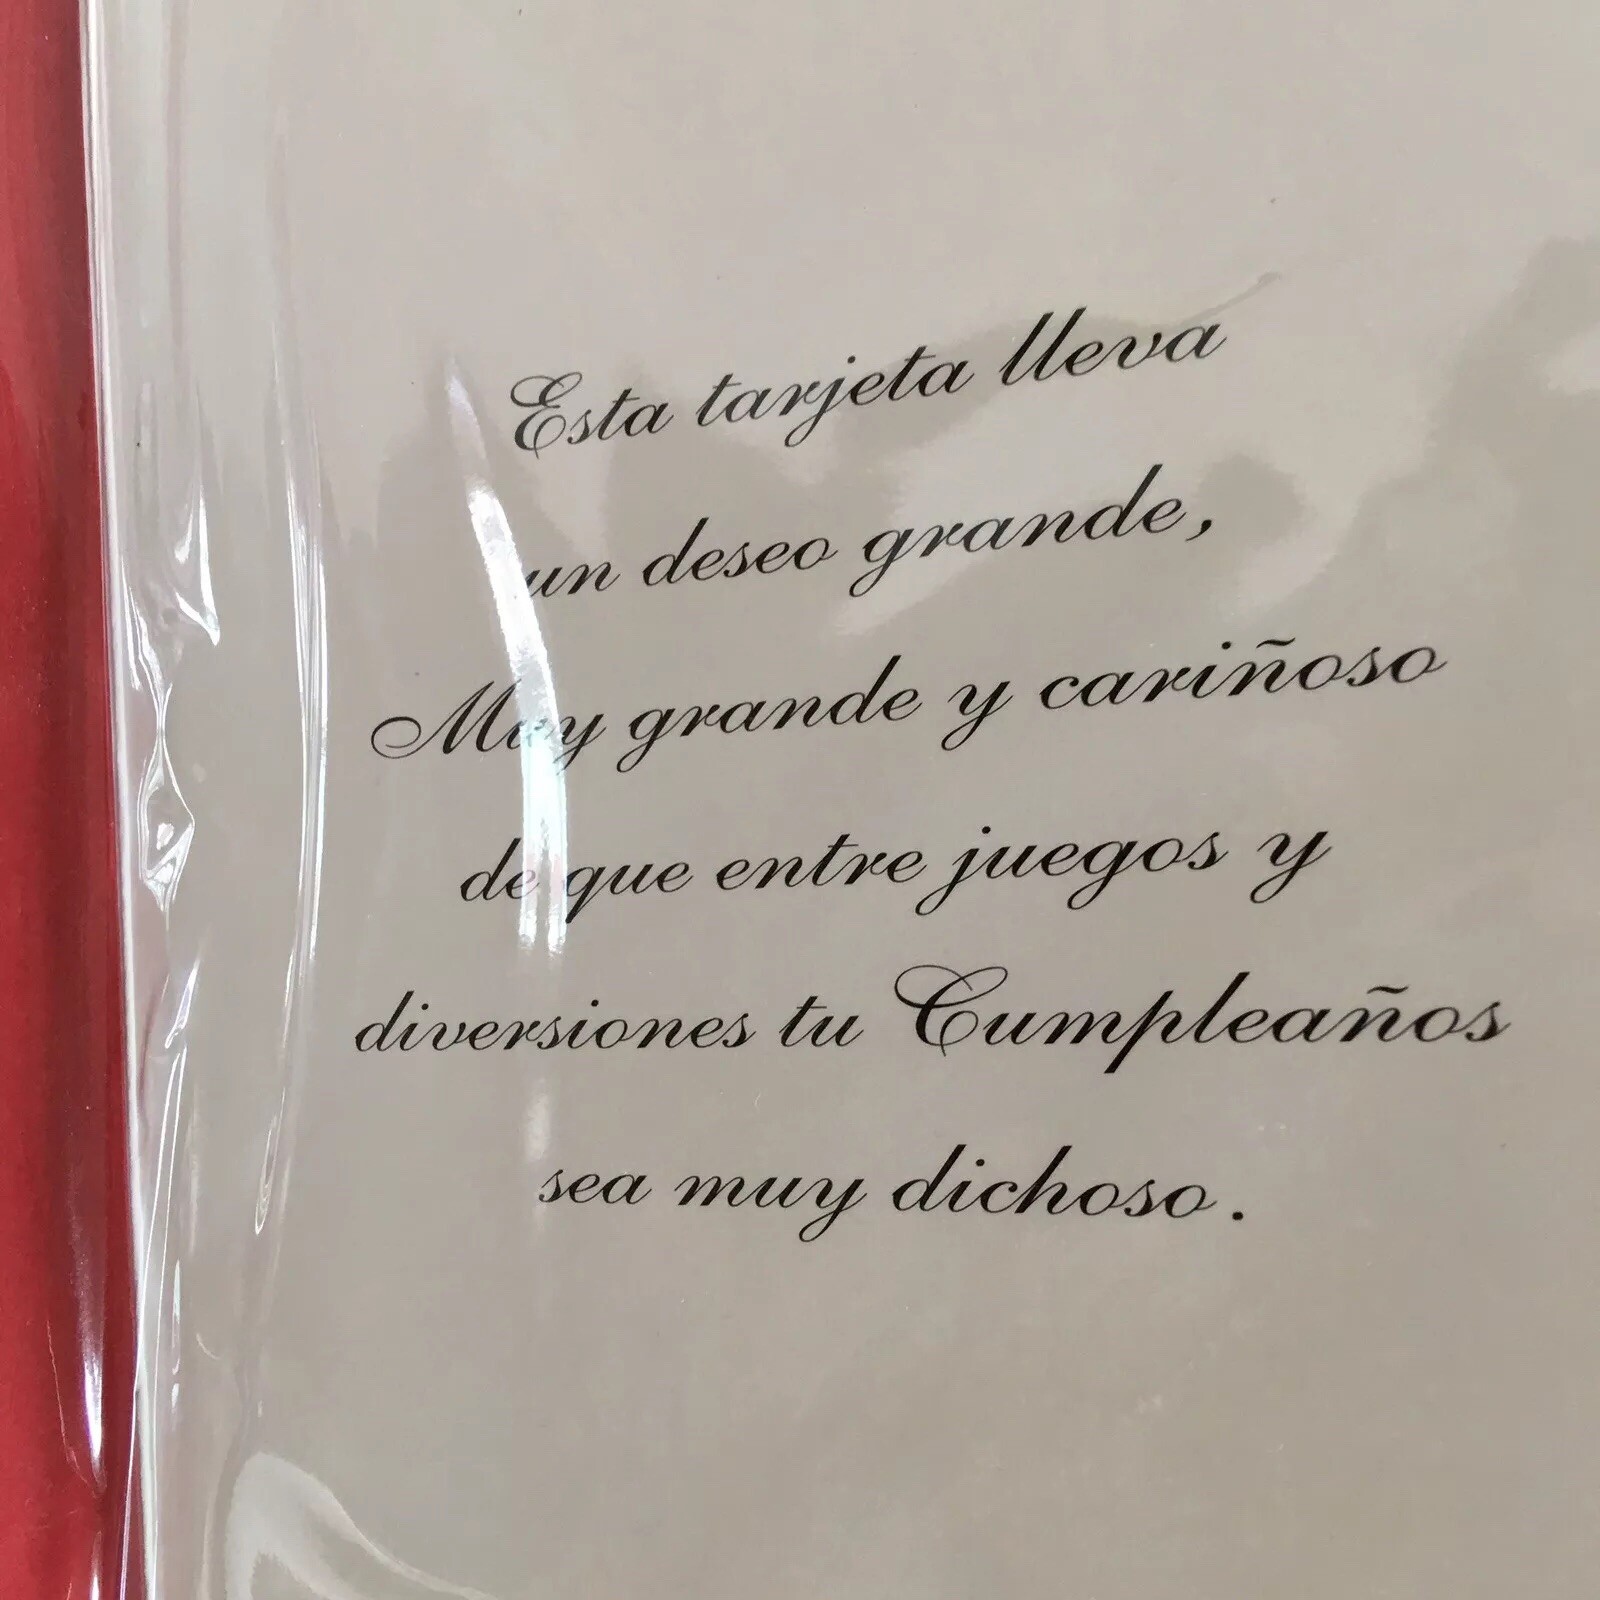 Esta tarjeta lleva
un deseo grande,
Muy grande y cariñoso
de que entre juegos y
diversiones tu Cumpleaños
sea muy dichoso.